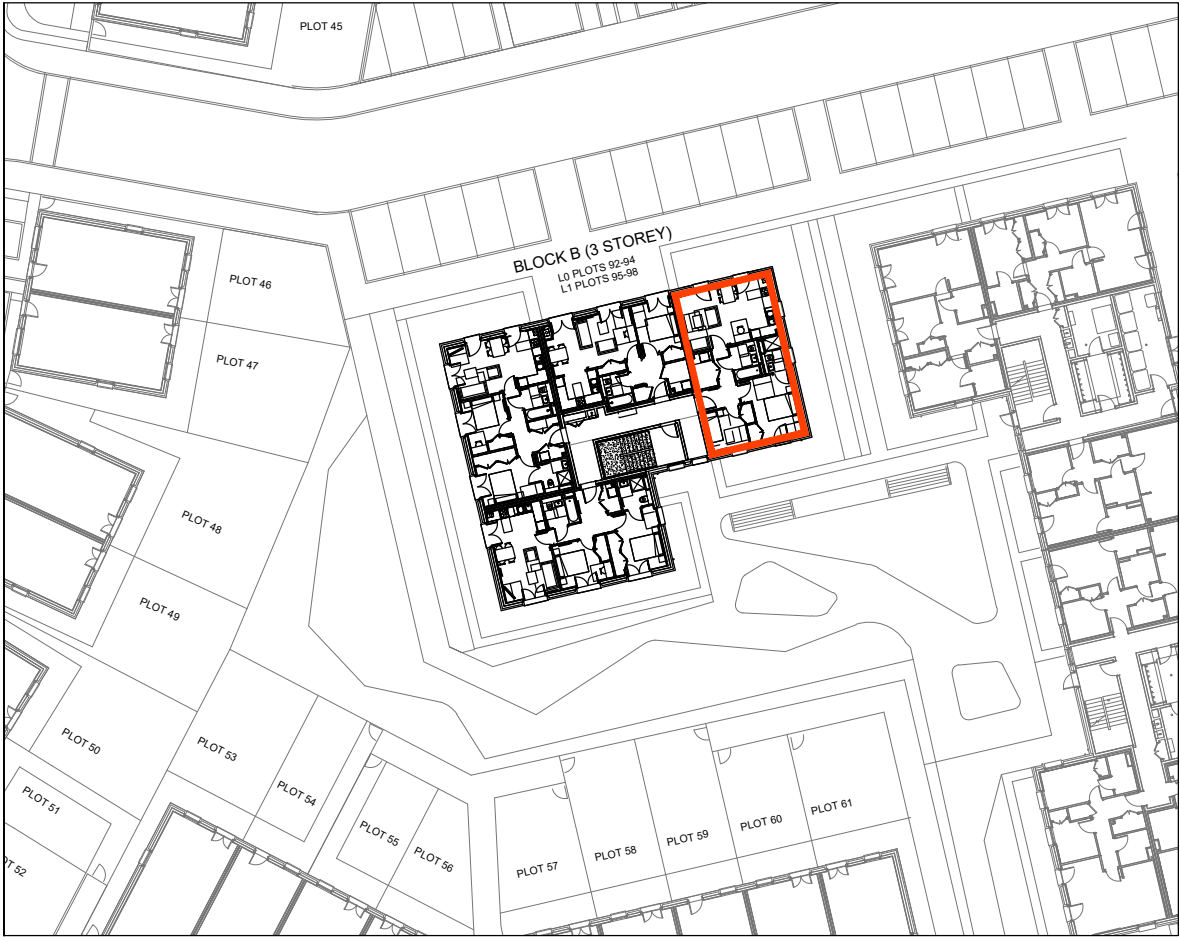 PLOT 45
BLOCK B (3 STOREY)
L0 PLOTS 92-94
L1 PLOTS 95-98
PLOT 46
PLOT 47
PLOT 48
PLOT 49
PLOT 50
PLOT 51
PLOT 53
PLOT 54
PLOT 55
PLOT 56
PLOT 57
PLOT 58
PLOT 59
PLOT 60
PLOT 61
OT 52